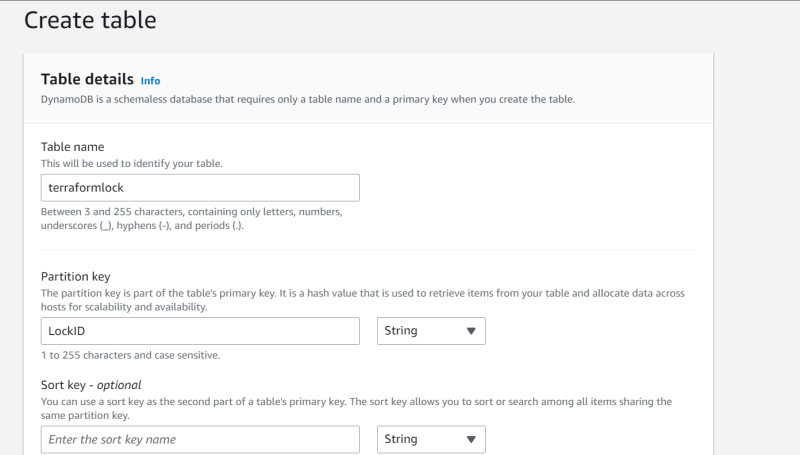 Create table
Table details Info
DynamoDB is a schemaless database that requires only a table name and a primary key when you create the table.
Table name
This will be used to identify your table.
terraformlock
Between 3 and 255 characters, containing only letters, numbers,
underscores (_), hyphens (-), and periods (.).
Partition key
The partition key is part of the table's primary key. It is a hash value that is used to retrieve items from your table and allocate data across
hosts for scalability and availability.
LockID String
1 to 255 characters and case sensitive.
Sort key - optional
You can use a sort key as the second part of a table's primary key. The sort key allows you to sort or search among all items sharing the
same partition key.
Enter the sort key name String